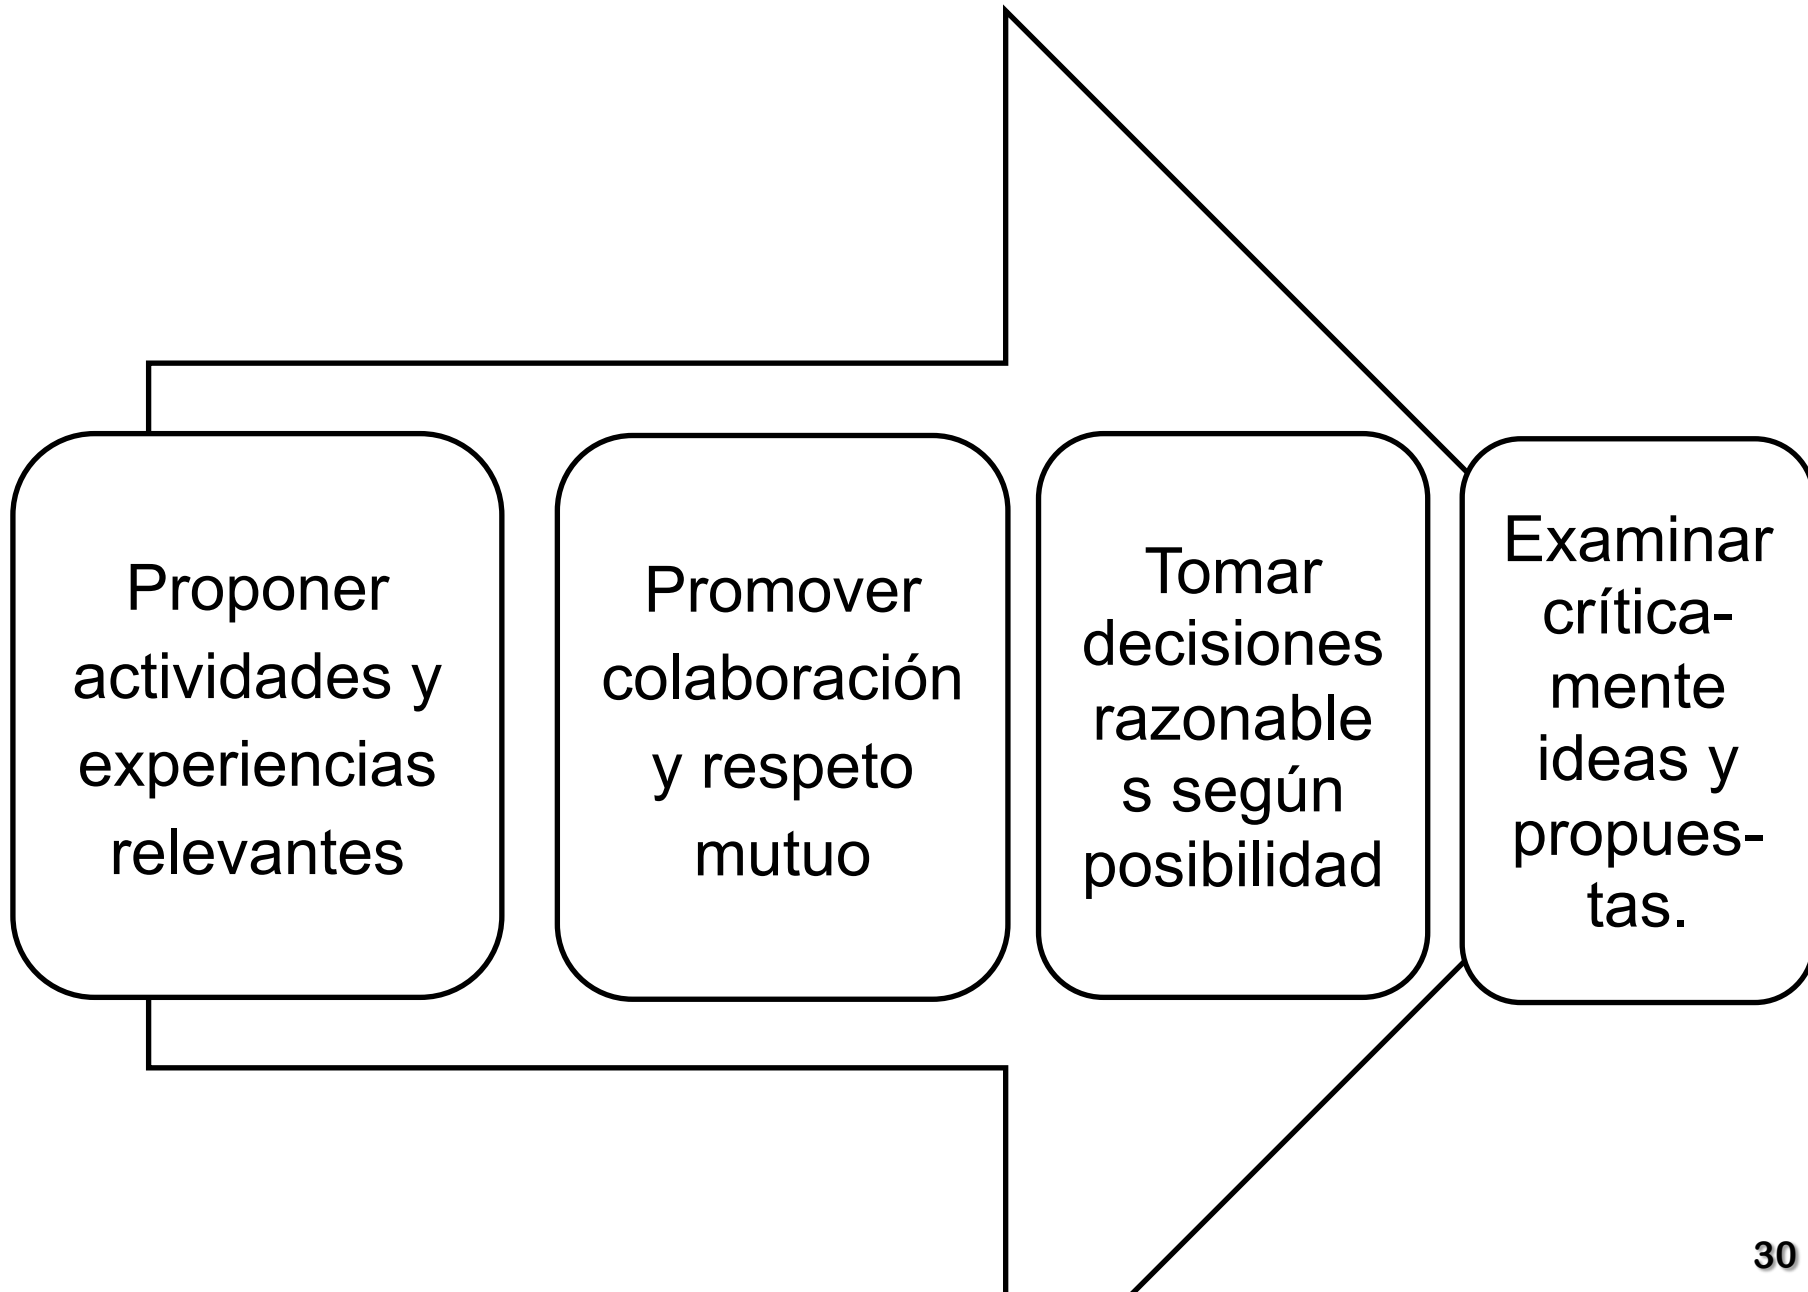 Proponer
actividades y
experiencias
relevantes
Promover
colaboración
y respeto
mutuo
Tomar
decisiones
razonable
s según
posibilidad
Examinar
crítica-
mente
ideas y
propues-
tas.
30